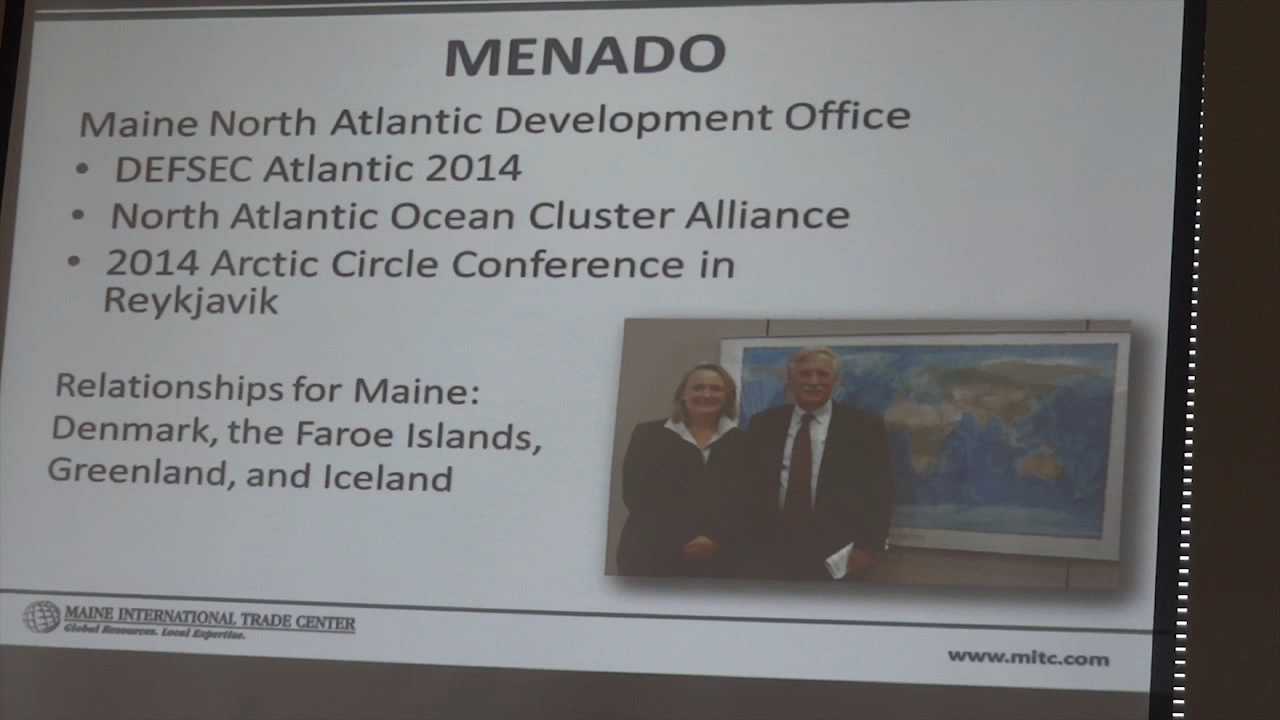 MENADO
Maine North Atlantic Development Office
• DEFSEC Atlantic 2014
• North Atlantic Ocean Cluster Alliance
• 2014 Arctic Circle Conference in
Reykjavik
Relationships for Maine:
Denmark, the Faroe Islands,
Greenland, and Iceland
MAINE INTERNATIONAL TRADE CENTER
Global Resources. Local Expertise.
www.mitc.com